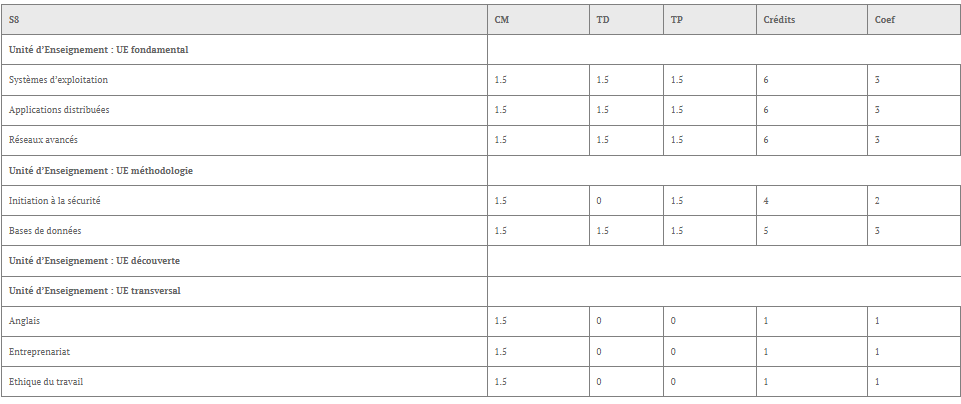 S8 CM TD TP Crédits Coef
Unité d'Enseignement : UE fondamental
Systèmes d'exploitation 1.5 1.5 1.5 6 3
Applications distribuées 1.5 1.5 1.5 6 3
Réseaux avancés 1.5 1.5 1.5 6 3
Unité d'Enseignement : UE méthodologie
Initiation à la sécurité 1.5 0 1.5 4 2
Bases de données 1.5 1.5 1.5 5 3
Unité d'Enseignement : UE découverte
Unité d'Enseignement : UE transversal
Anglais 1.5 0 0 1 1
Entreprenariat 1.5 0 0 1 1
Ethique du travail 1.5 0 0 1 1